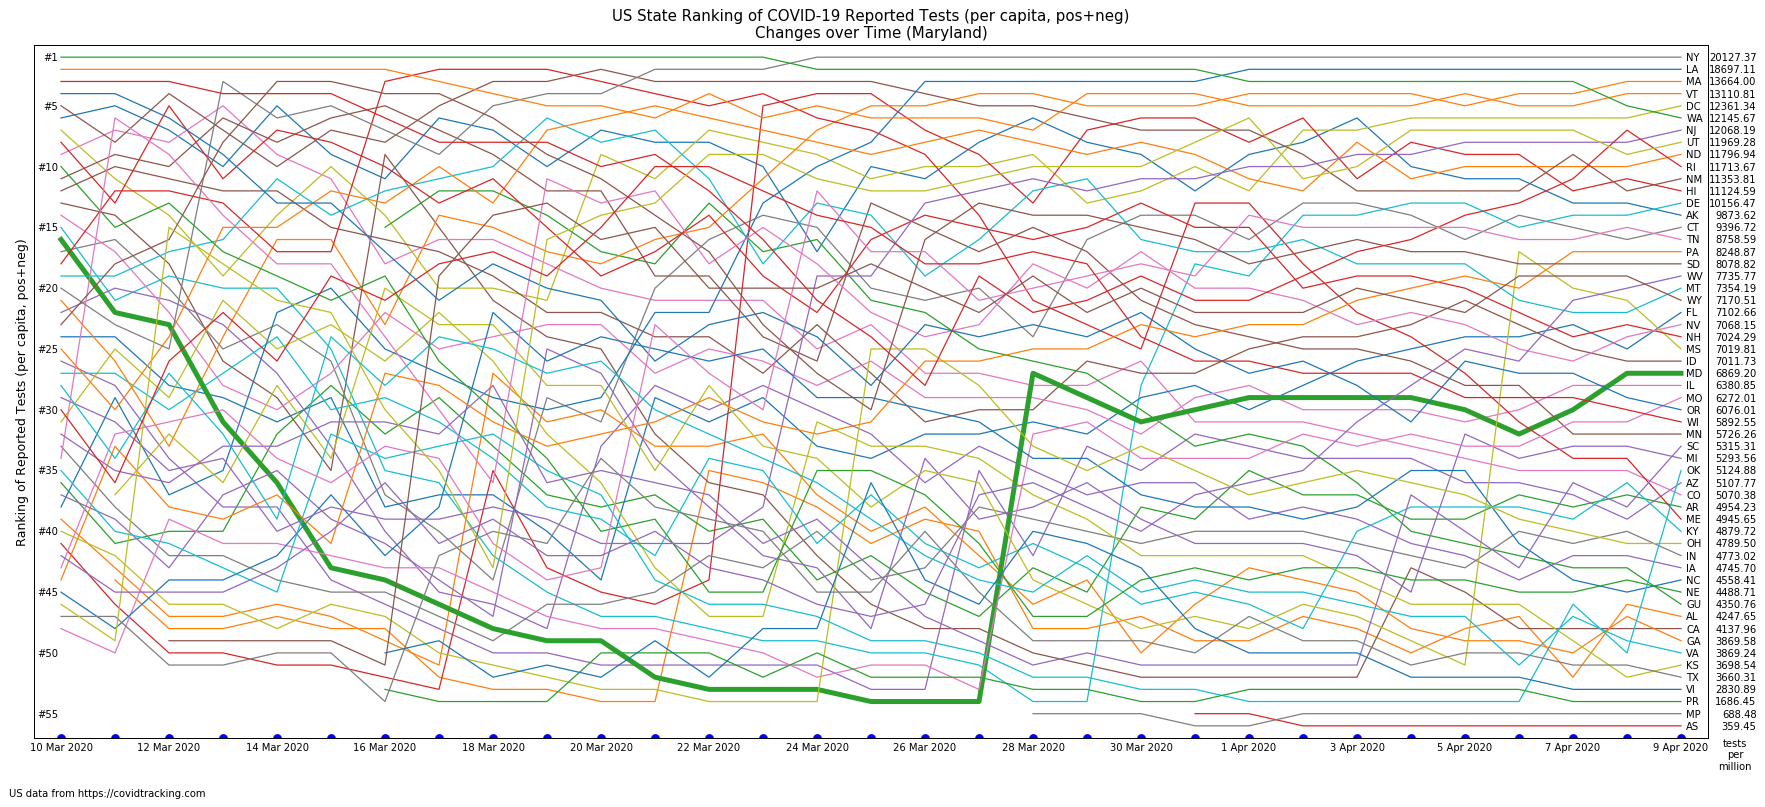 US State Ranking of COVID-19 Reported Tests (per capita, pos+neg)
Changes over Time (Maryland)
Ranking of Reported Tests (per capita, pos+neg)
#1
#5
#10
#15
#20
#25
#30
#35
#40
#45
#50
#55
NY 20127.37
LA 18697.11
MA 13664.00
VT 13110.81
DC 12361.34
WA 12145.67
NJ 12068.19
UT 11969.28
ND 11796.94
RI 11713.67
NM 11353.81
HI 11124.59
DE 10156.47
AK 9873.62
CT 9396.72
TN 8758.59
PA 8248.87
SD 8078.82
WV 7735.77
MT 7354.19
WY 7170.51
FL 7102.66
NV 7068.15
NH 7024.29
MS 7019.81
ID 7011.73
MD 6869.20
IL 6380.85
MO 6272.01
OR 6076.01
WI 5892.55
MN 5726.26
SC 5315.31
MI 5293.56
OK 5124.88
AZ 5107.77
CO 5070.38
AR 4954.23
ME 4945.65
KY 4879.72
OH 4789.50
IN 4773.02
IA 4745.70
NC 4558.41
NE 4488.71
GU 4350.76
AL 4247.65
CA 4137.96
GA 3869.58
VA 3869.24
KS 3698.54
TX 3660.31
VI 2830.89
PR 1686.45
MP 688.48
AS 359.45
10 Mar 2020 12 Mar 2020 14 Mar 2020 16 Mar 2020 18 Mar 2020 20 Mar 2020 22 Mar 2020 24 Mar 2020 26 Mar 2020 28 Mar 2020 30 Mar 2020 1 Apr 2020 3 Apr 2020 5 Apr 2020 7 Apr 2020 9 Apr 2020
tests
per
million
US data from https://covidtracking.com